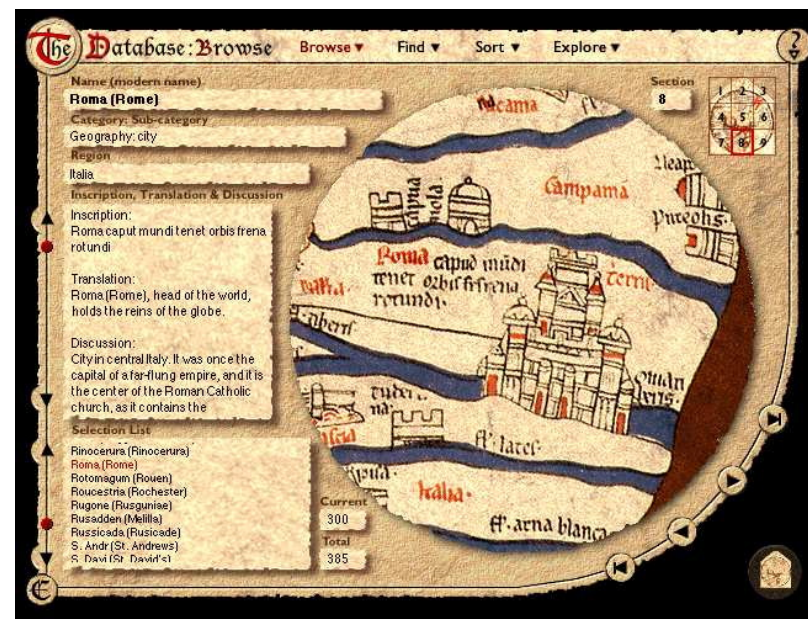 The Database: Browse
Browse ▼ Find ▼ Sort ▼ Explore ▼
?
Name (modern name)
Roma (Rome)
Category: Sub-category
Geography: city
Region
Italia
Inscription, Translation & Discussion
Inscription:
Roma caput mundi tenet orbis frena
rotundi
Translation:
Roma (Rome), head of the world,
holds the reins of the globe.
Discussion:
City in central Italy. It was once the
capital of a far-flung empire, and it is
the center of the Roman Catholic
church, as it contains the
Selection List
Rinocerura (Rinocerura)
Roma (Rome)
Rotomagum (Rouen)
Roucestria (Rochester)
Rugone (Rusguniae)
Rusadden (Melilla)
Russicada (Rusicade)
S. Andr (St. Andrews)
S. Davi (St. David's)
Current
300
Total
385
Section
8
1 2 3
4 5 6
7 8 9
Campama
Roma capud mūdi
tenet orbis frena
rotundi.
Italia.
ff. arna blanca